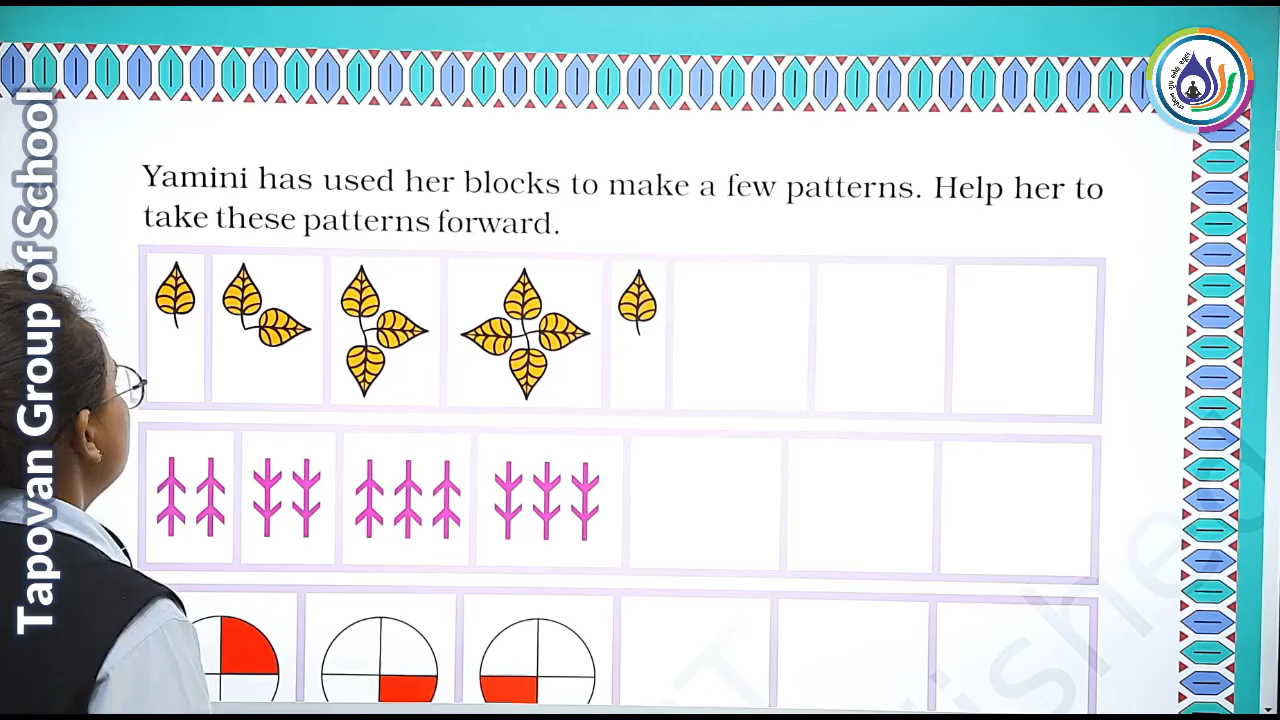 Yamini has used her blocks to make a few patterns. Help her to
take these patterns forward.
Tapovan Group of School